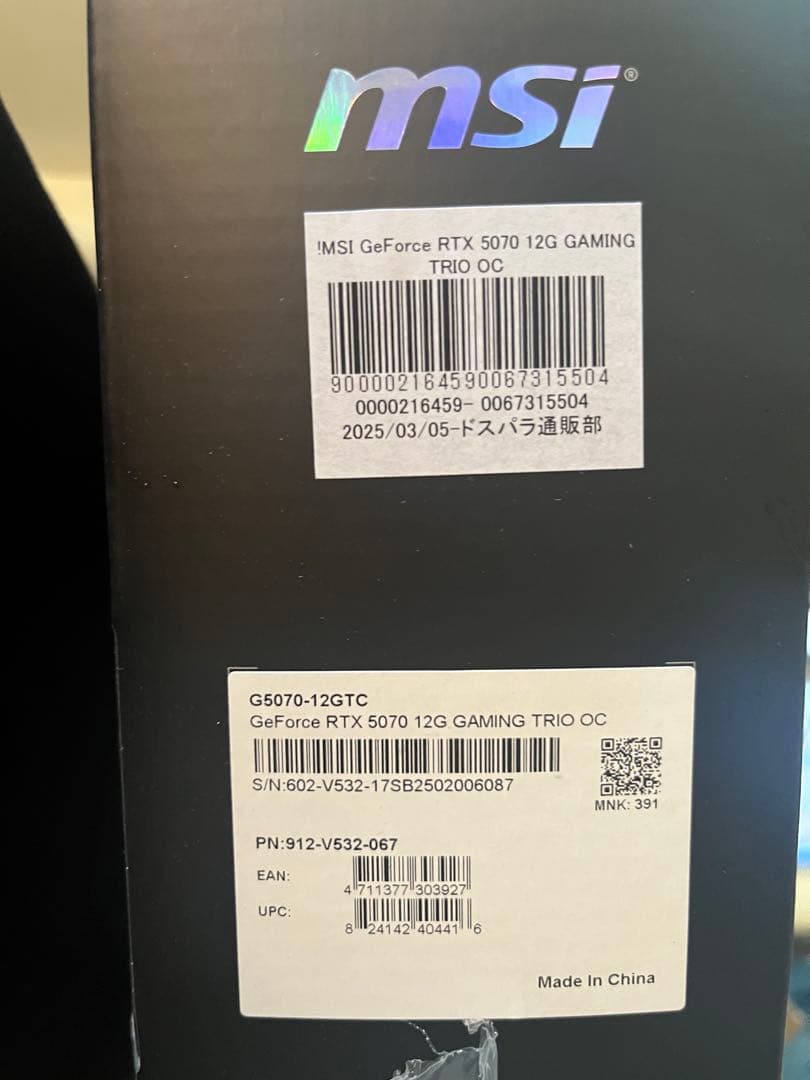 msi®
!MSI GeForce RTX 5070 12G GAMING
TRIO OC
900002164590067315504
0000216459- 0067315504
2025/03/05-ドスパラ通販部
G5070-12GTC
GeForce RTX 5070 12G GAMING TRIO OC
S/N:602-V532-17SB2502006087
MNK: 391
PN:912-V532-067
EAN:
4 711377 303927
UPC:
8 24142 40441 6
Made In China